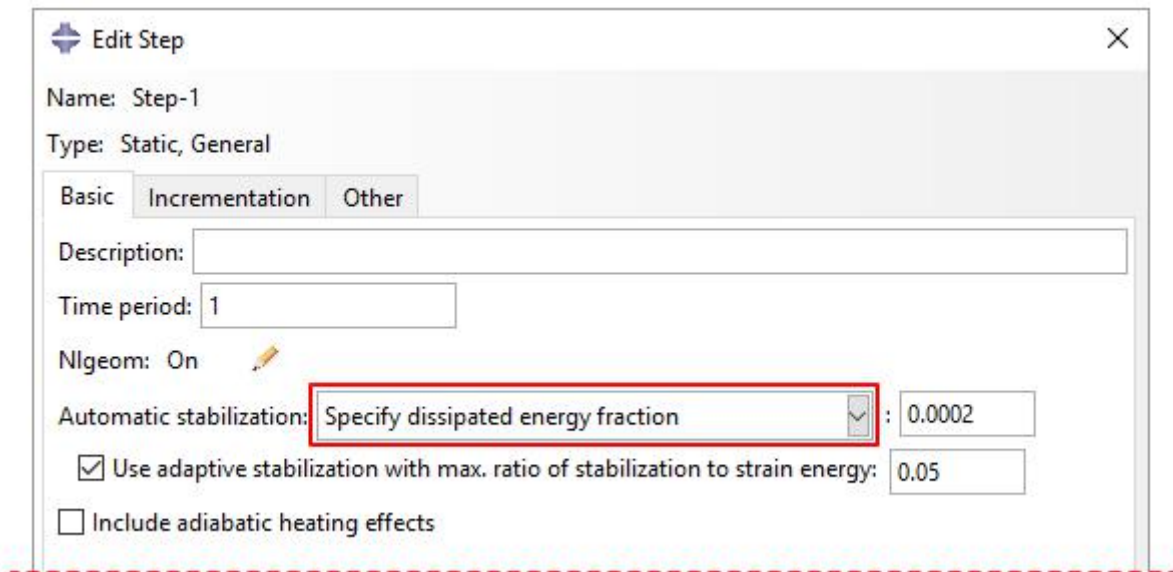 Edit Step
Name: Step-1
Type: Static, General
Basic Incrementation Other
Description:
Time period: 1
Nlgeom: On
Automatic stabilization: Specify dissipated energy fraction : 0.0002
Use adaptive stabilization with max. ratio of stabilization to strain energy: 0.05
Include adiabatic heating effects